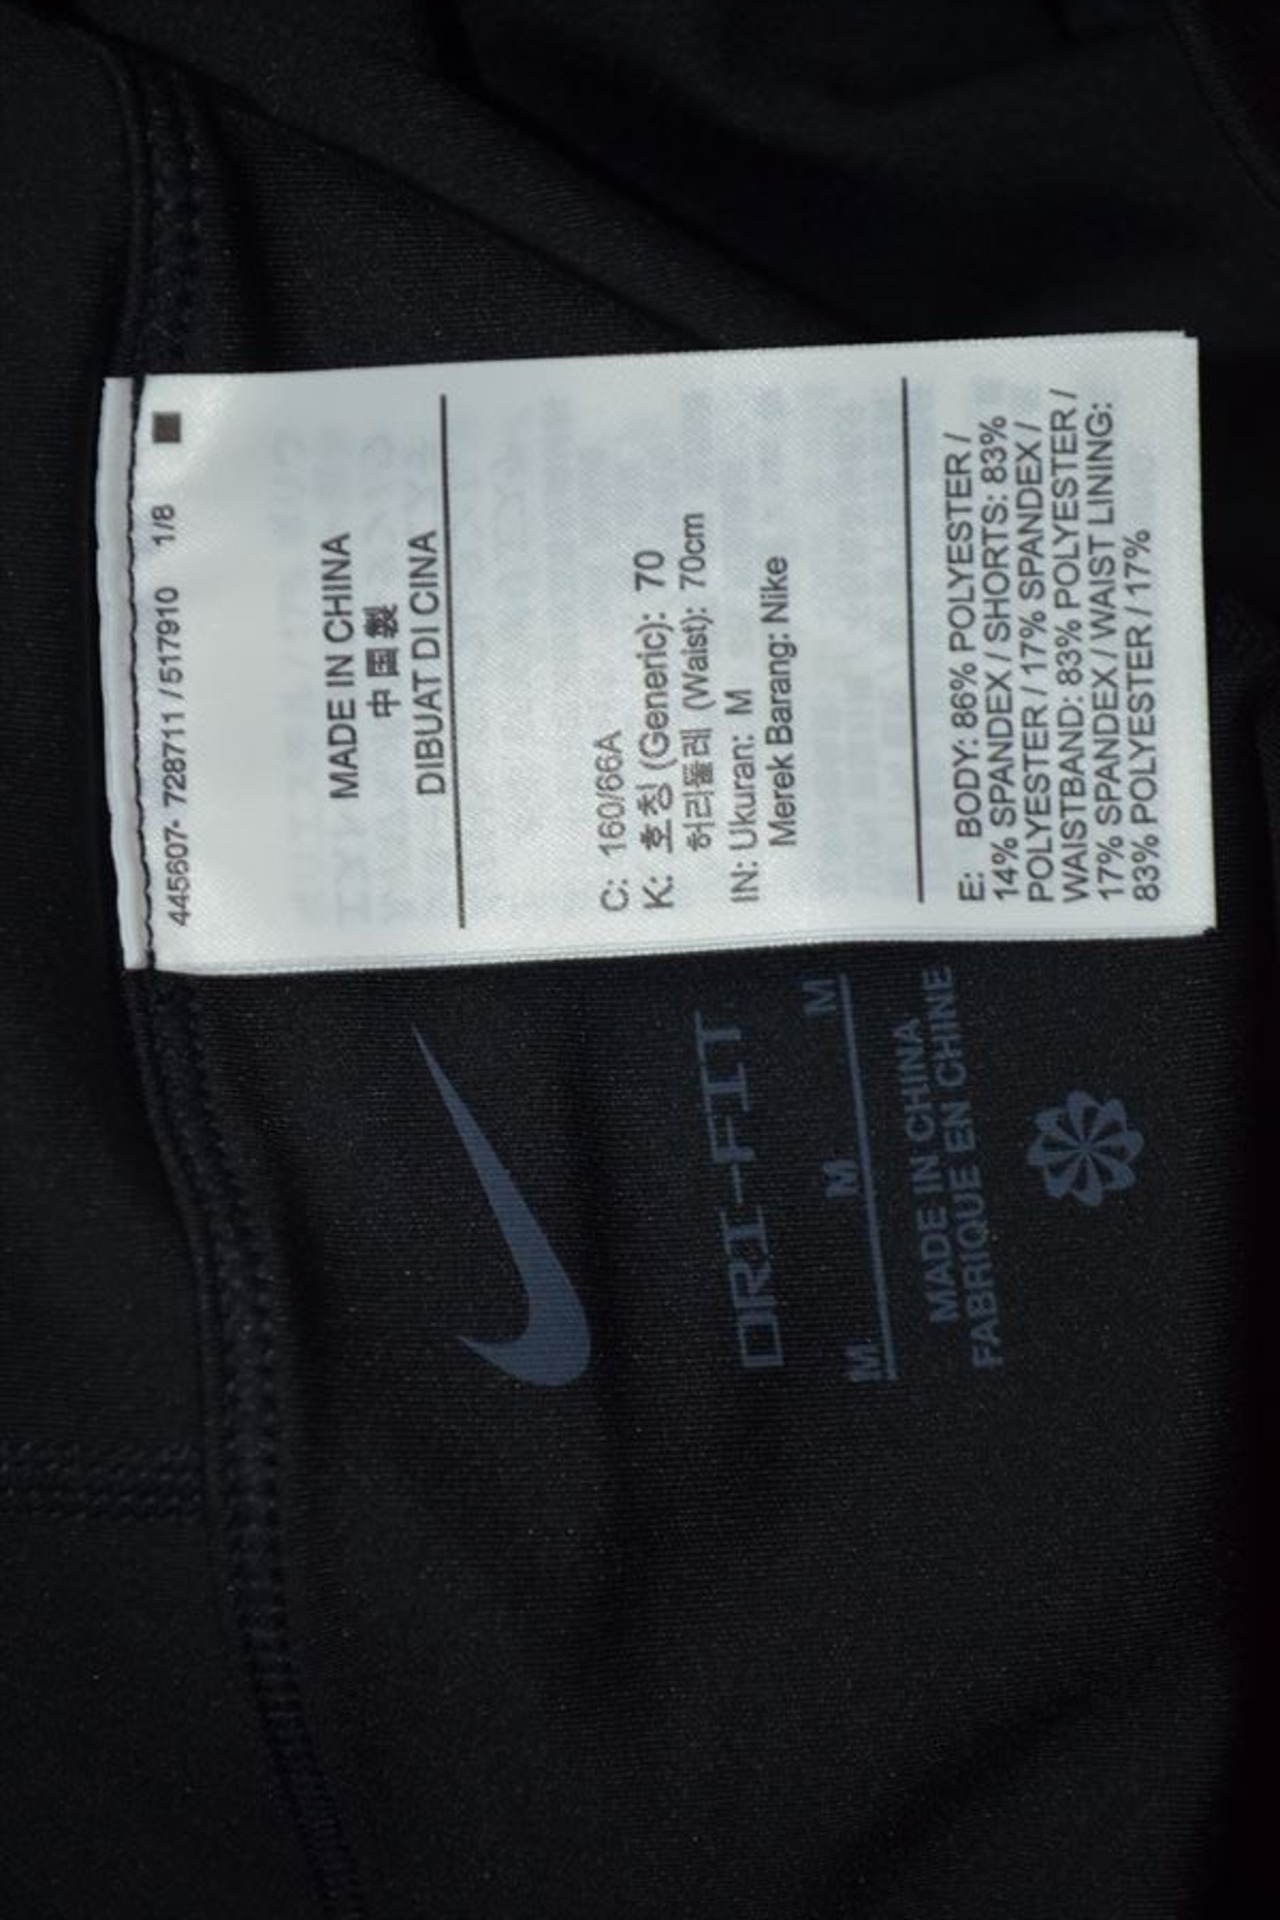 445607- 728711 / 517910 1/8
MADE IN CHINA
中国製
DIBUAT DI CINA
C: 160/66A
K: 호칭 (Generic): 70
허리둘레 (Waist): 70cm
IN: Ukuran: M
Merek Barang: Nike
E: BODY: 86% POLYESTER /
14% SPANDEX / SHORTS: 83%
POLYESTER / 17% SPANDEX /
WAISTBAND: 83% POLYESTER /
17% SPANDEX / WAIST LINING:
83% POLYESTER / 17%
DRI-FIT
M M M
MADE IN CHINA
FABRIQUE EN CHINE